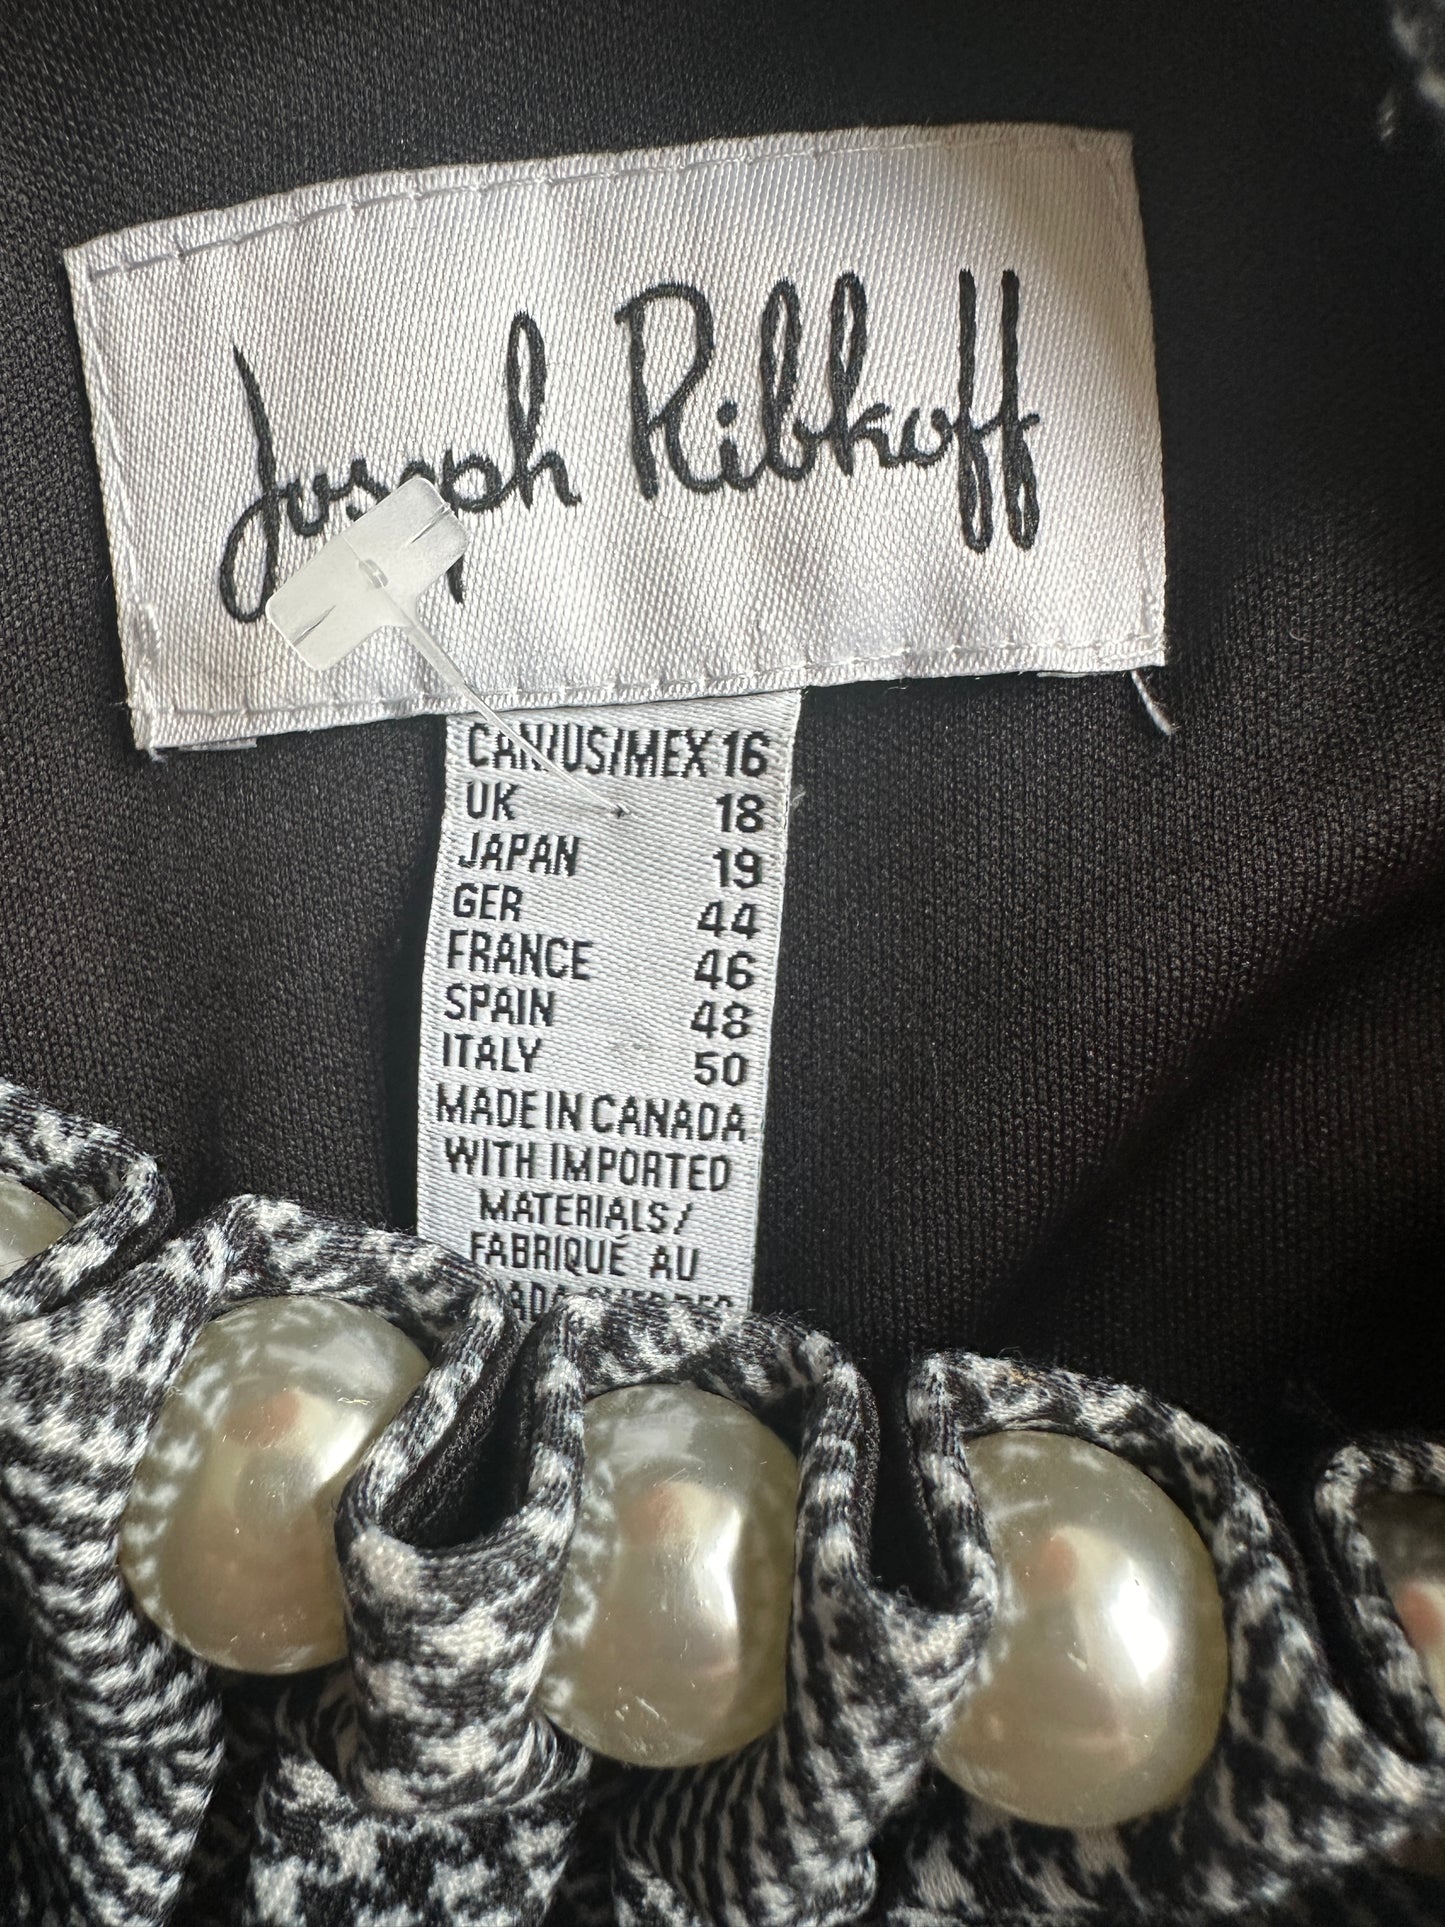 Joseph Ribkoff
CAN/US/MEX 16
UK 18
JAPAN 19
GER 44
FRANCE 46
SPAIN 48
ITALY 50
MADE IN CANADA
WITH IMPORTED
MATERIALS/
FABRIQUÉ AU